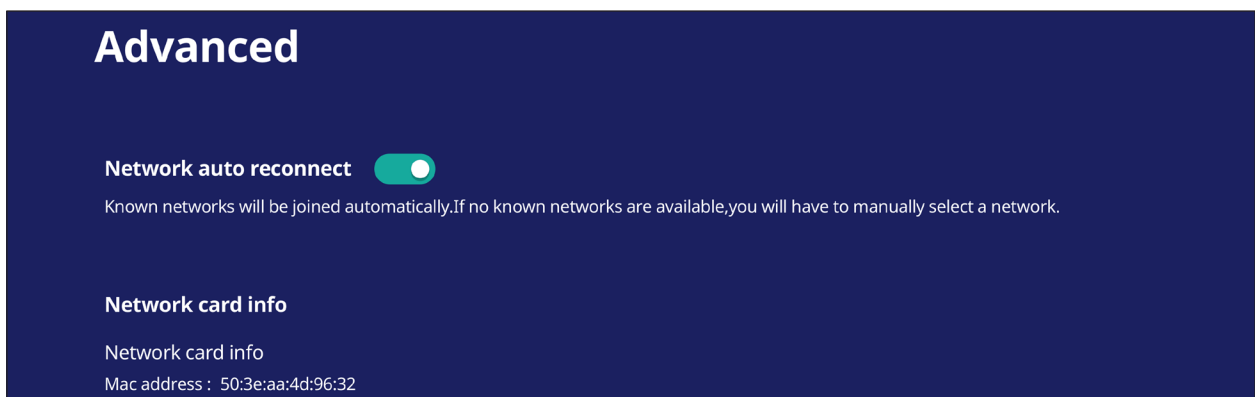 Advanced
Network auto reconnect
Known networks will be joined automatically.If no known networks are available,you will have to manually select a network.
Network card info
Network card info
Mac address : 50:3e:aa:4d:96:32